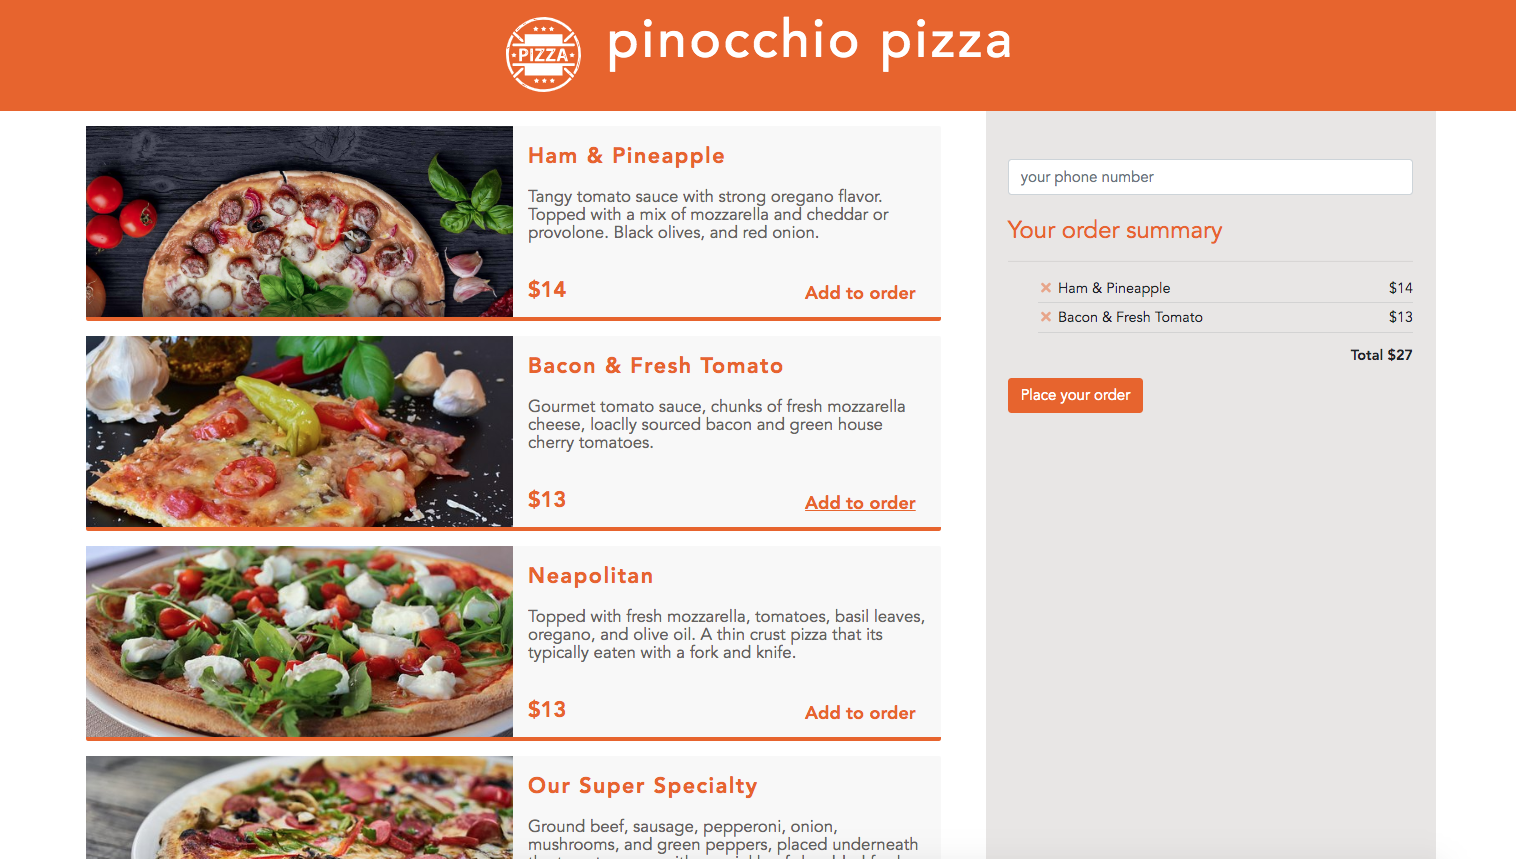 PIZZA
pinocchio pizza
Ham & Pineapple
Tangy tomato sauce with strong oregano flavor.
Topped with a mix of mozzarella and cheddar or
provolone. Black olives, and red onion.
$14
Add to order
Bacon & Fresh Tomato
Gourmet tomato sauce, chunks of fresh mozzarella
cheese, loaclly sourced bacon and green house
cherry tomatoes.
$13
Add to order
Neapolitan
Topped with fresh mozzarella, tomatoes, basil leaves,
oregano, and olive oil. A thin crust pizza that its
typically eaten with a fork and knife.
$13
Add to order
Our Super Specialty
Ground beef, sausage, pepperoni, onion,
mushrooms, and green peppers, placed underneath
your phone number
Your order summary
× Ham & Pineapple $14
× Bacon & Fresh Tomato $13
Total $27
Place your order